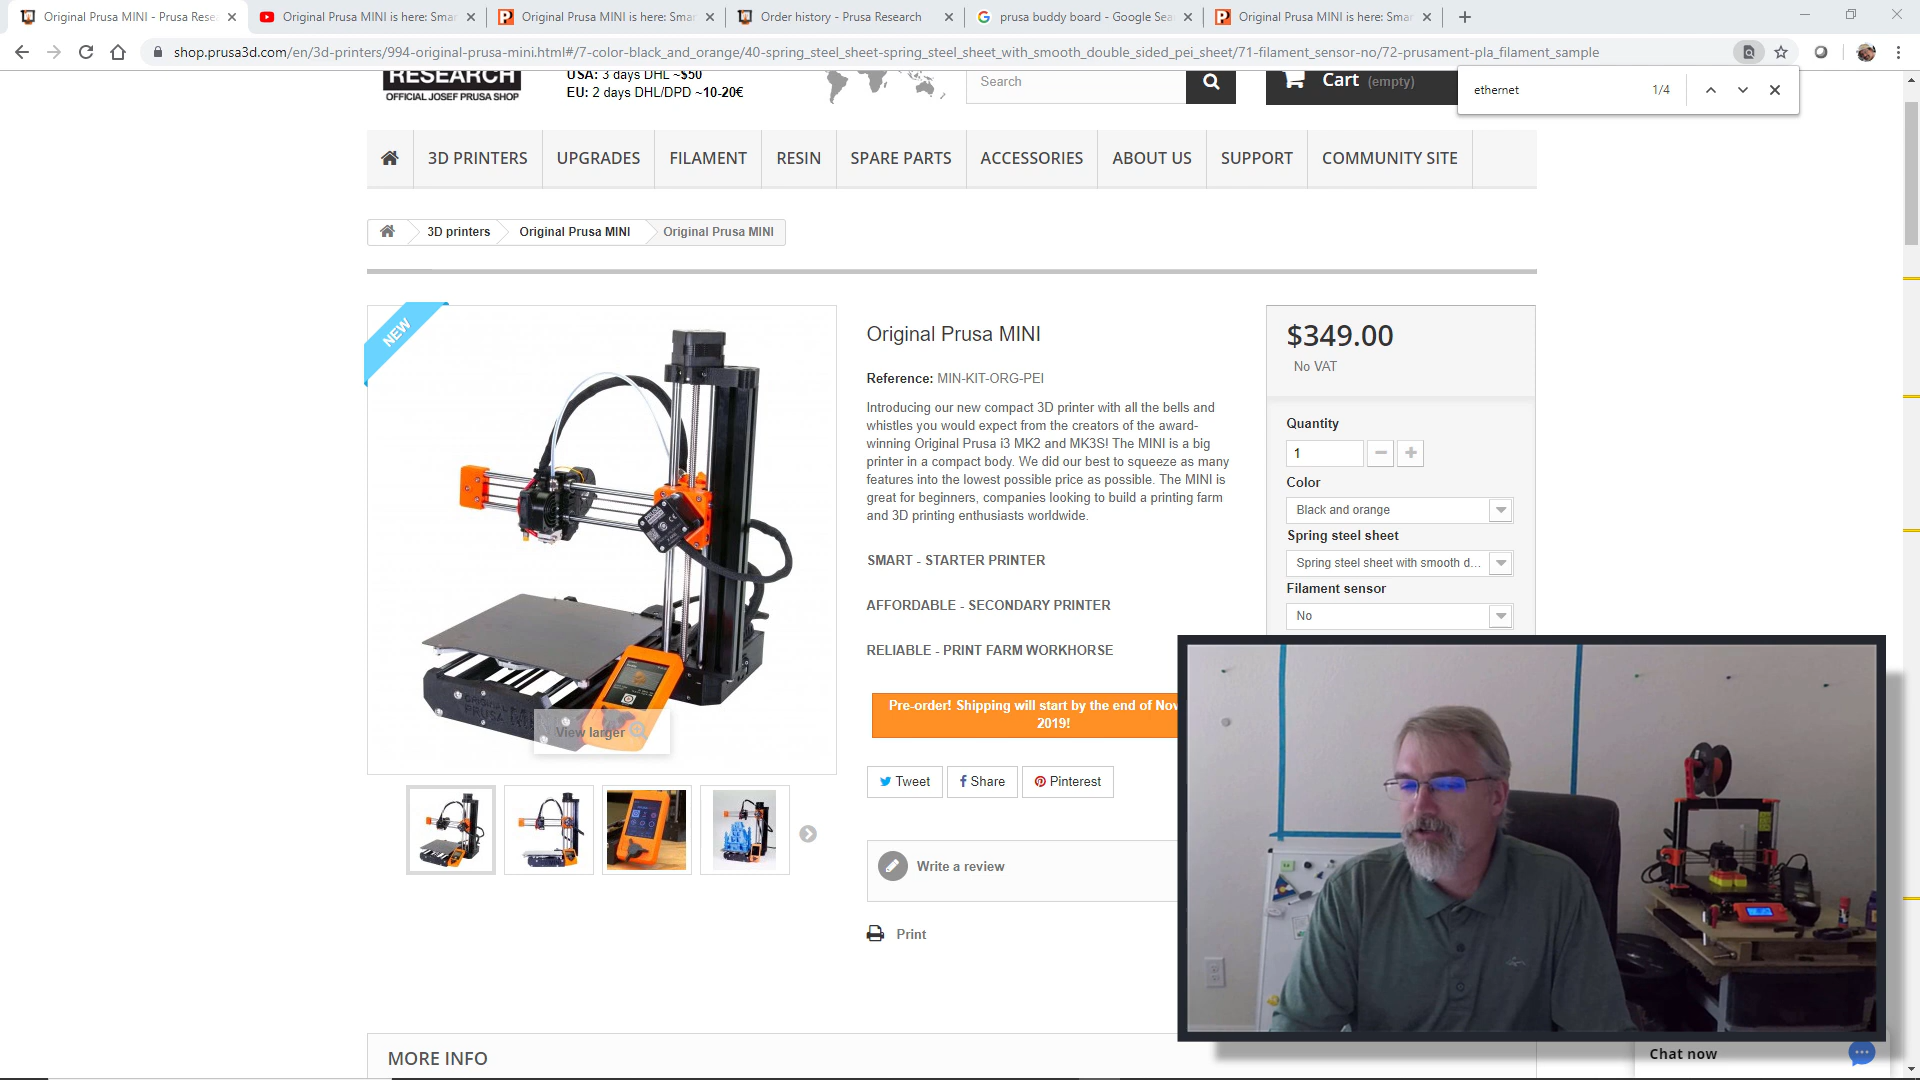 Original Prusa MINI - Prusa Rese
Original Prusa MINI is here: Smar
Original Prusa MINI is here: Smar
Order history - Prusa Research
prusa buddy board - Google Sea
Original Prusa MINI is here: Smar
shop.prusa3d.com/en/3d-printers/994-original-prusa-mini.html#/7-color-black_and_orange/40-spring_steel_sheet-spring_steel_sheet_with_smooth_double_sided_pei_sheet/71-filament_sensor-no/72-prusament-pla_filament_sample
ethernet 1/4
RESEARCH
OFFICIAL JOSEF PRUSA SHOP
USA: 3 days DHL ~$50
EU: 2 days DHL/DPD ~10-20€
Search
Cart (empty)
3D PRINTERS
UPGRADES
FILAMENT
RESIN
SPARE PARTS
ACCESSORIES
ABOUT US
SUPPORT
COMMUNITY SITE
3D printers
Original Prusa MINI
Original Prusa MINI
NEW
View larger
Original Prusa MINI
Reference: MIN-KIT-ORG-PEI
Introducing our new compact 3D printer with all the bells and
whistles you would expect from the creators of the award-
winning Original Prusa i3 MK2 and MK3S! The MINI is a big
printer in a compact body. We did our best to squeeze as many
features into the lowest possible price as possible. The MINI is
great for beginners, companies looking to build a printing farm
and 3D printing enthusiasts worldwide.
SMART - STARTER PRINTER
AFFORDABLE - SECONDARY PRINTER
RELIABLE - PRINT FARM WORKHORSE
Pre-order! Shipping will start by the end of Nov
2019!
Tweet
Share
Pinterest
Write a review
Print
$349.00
No VAT
Quantity
1
Color
Black and orange
Spring steel sheet
Spring steel sheet with smooth d...
Filament sensor
No
MORE INFO
Chat now